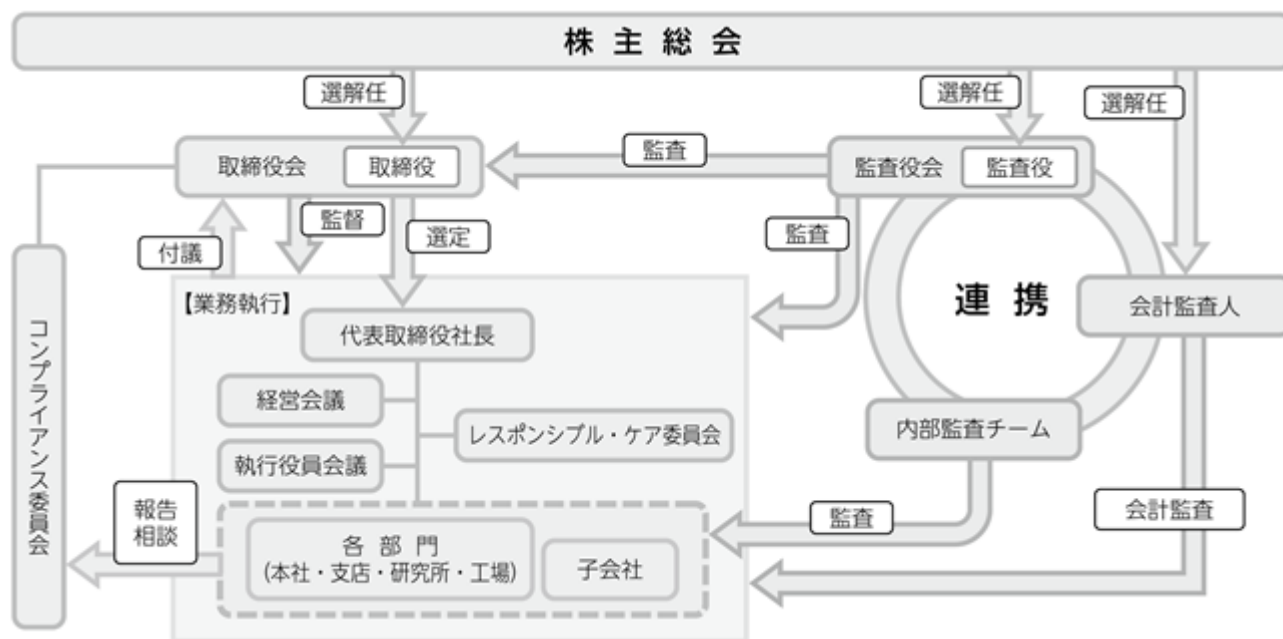 株主総会
選解任
選解任
選解任
取締役会
取締役
監査
監査役会
監査役
付議
監督
選定
監査
【業務執行】
代表取締役社長
連携
会計監査人
経営会議
レスポンシブル・ケア委員会
執行役員会議
内部監査チーム
コンプライアンス委員会
報告
相談
各部門
(本社・支店・研究所・工場)
子会社
監査
会計監査